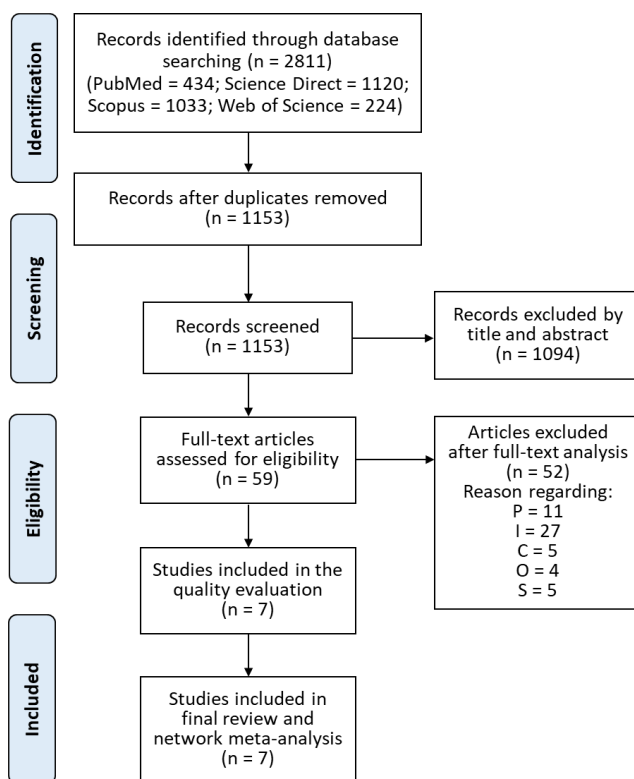 Identification
Records identified through database
searching (n = 2811)
(PubMed = 434; Science Direct = 1120;
Scopus = 1033; Web of Science = 224)
Records after duplicates removed
(n = 1153)
Screening
Records screened
(n = 1153)
Records excluded by
title and abstract
(n = 1094)
Eligibility
Full-text articles
assessed for eligibility
(n = 59)
Articles excluded
after full-text analysis
(n = 52)
Reason regarding:
P = 11
I = 27
C = 5
O = 4
S = 5
Studies included in the
quality evaluation
(n = 7)
Included
Studies included in
final review and
network meta-analysis
(n = 7)